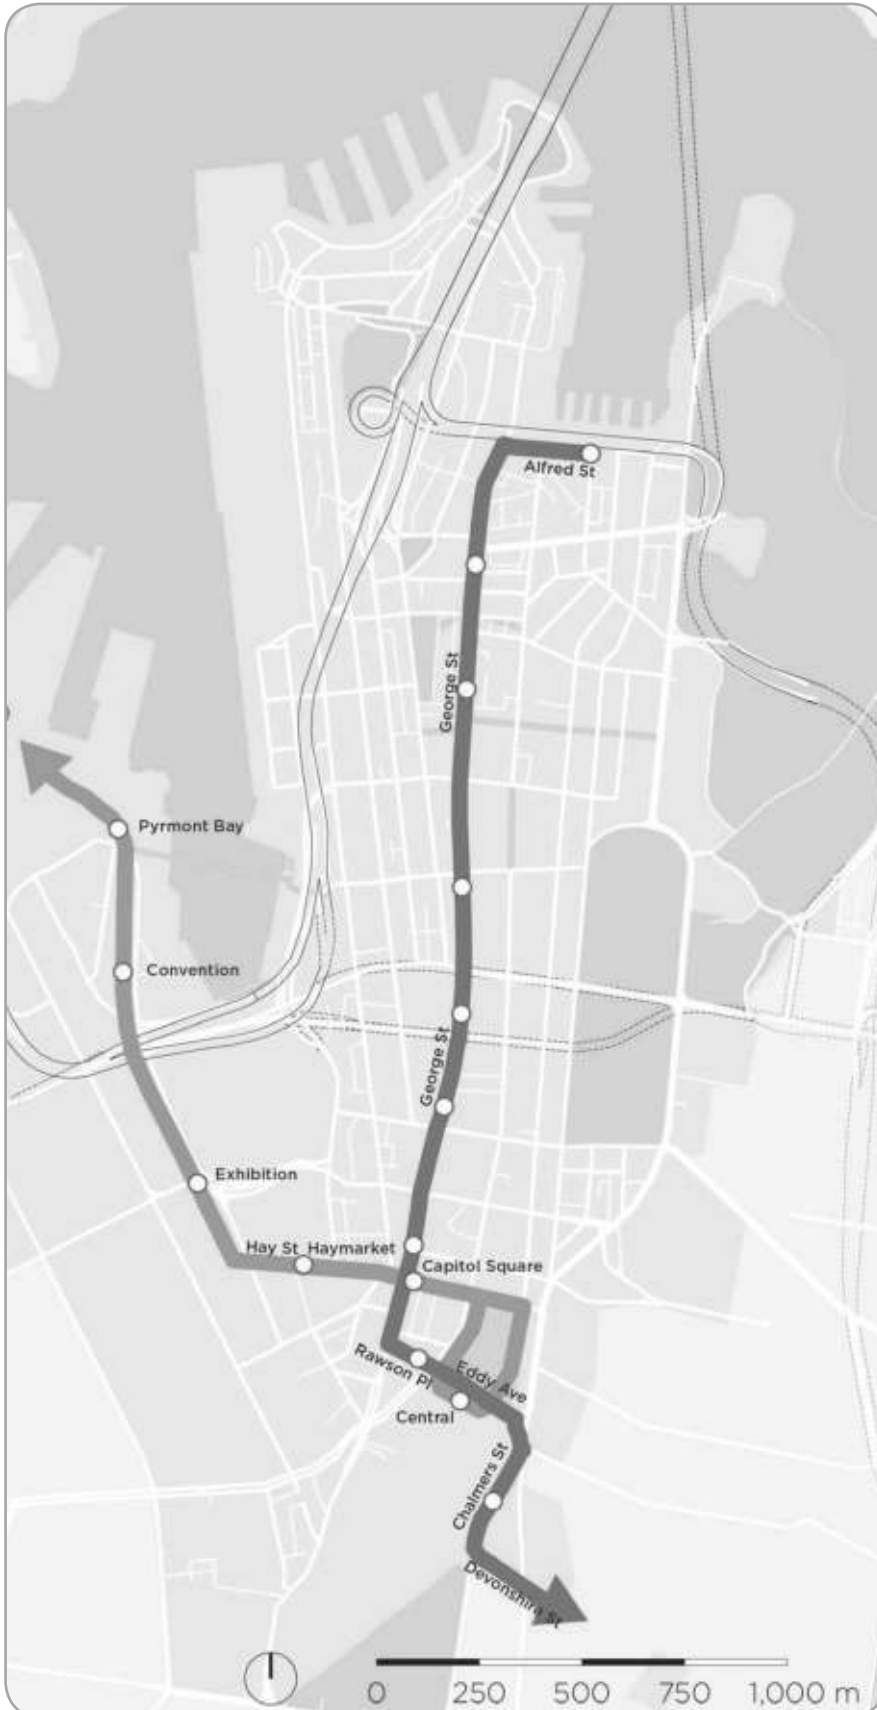 Alfred St
George St
Pyrmont Bay
Convention
George St
Exhibition
Hay St Haymarket
Capitol Square
Rawson Pl
Eddy Ave
Central
Chalmers St
Devonshira St
0 250 500 750 1,000 m